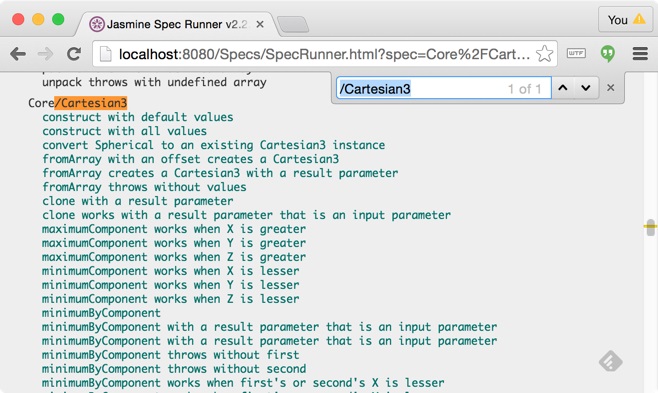 Jasmine Spec Runner v2.2
You
localhost:8080/Specs/SpecRunner.html?spec=Core%2FCart...
WTF
unpack throws with undefined array
/Cartesian3
1 of 1
Core/Cartesian3
construct with default values
construct with all values
convert Spherical to an existing Cartesian3 instance
fromArray with an offset creates a Cartesian3
fromArray creates a Cartesian3 with a result parameter
fromArray throws without values
clone with a result parameter
clone works with a result parameter that is an input parameter
maximumComponent works when X is greater
maximumComponent works when Y is greater
maximumComponent works when Z is greater
minimumComponent works when X is lesser
minimumComponent works when Y is lesser
minimumComponent works when Z is lesser
minimumByComponent
minimumByComponent with a result parameter that is an input parameter
minimumByComponent with a result parameter that is an input parameter
minimumByComponent throws without first
minimumByComponent throws without second
minimumByComponent works when first's or second's X is lesser